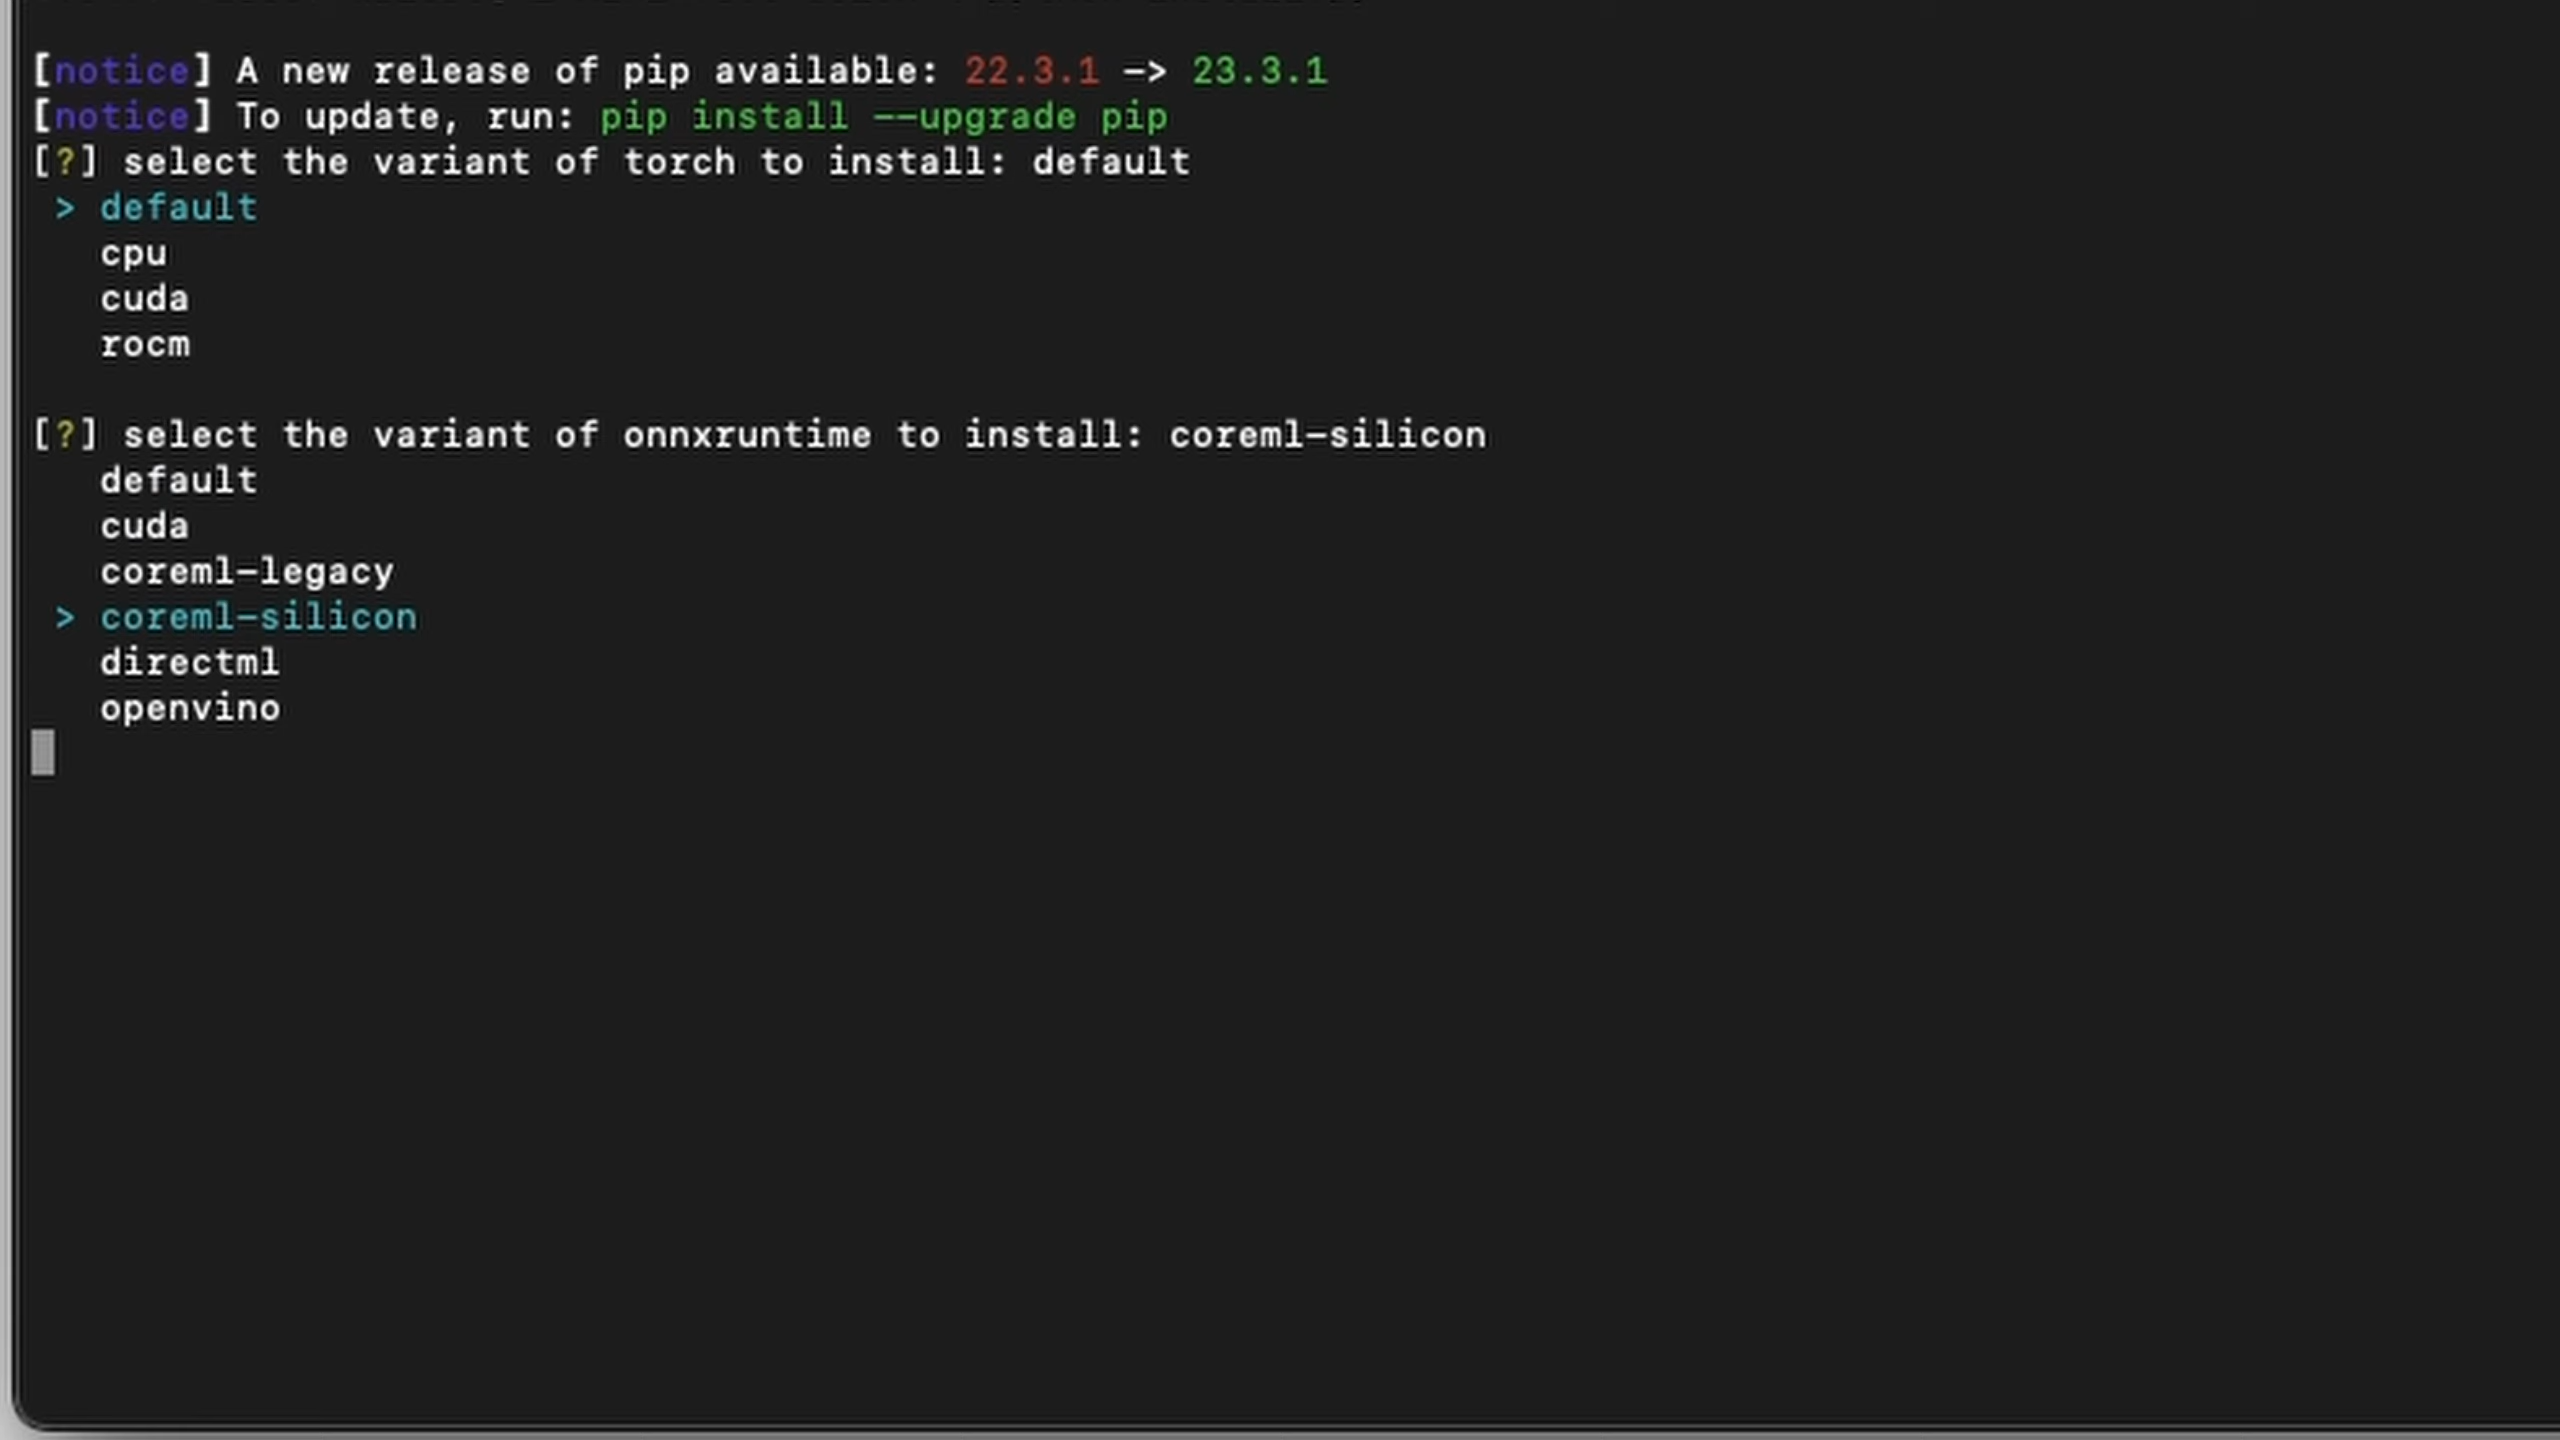 [notice] A new release of pip available: 22.3.1 -> 23.3.1
[notice] To update, run: pip install --upgrade pip
[?] select the variant of torch to install: default
> default
cpu
cuda
rocm
[?] select the variant of onnxruntime to install: coreml-silicon
default
cuda
coreml-legacy
> coreml-silicon
directml
openvino